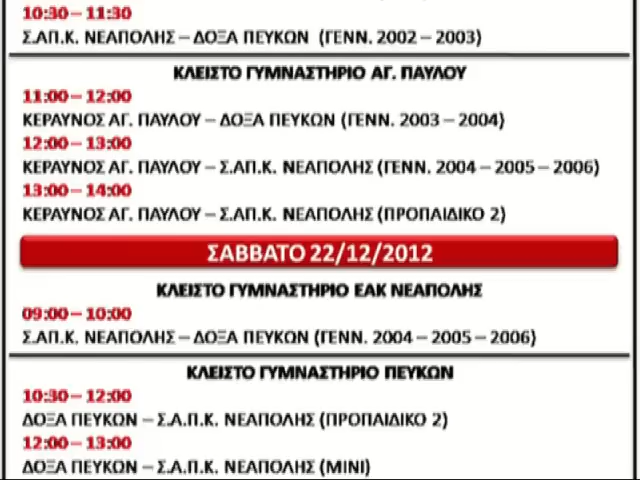 10:30 – 11:30
Σ.ΑΠ.Κ. ΝΕΑΠΟΛΗΣ – ΔΟΞΑ ΠΕΥΚΩΝ (ΓΕΝΝ. 2002 – 2003)
ΚΛΕΙΣΤΟ ΓΥΜΝΑΣΤΗΡΙΟ ΑΓ. ΠΑΥΛΟΥ
11:00 – 12:00
ΚΕΡΑΥΝΟΣ ΑΓ. ΠΑΥΛΟΥ – ΔΟΞΑ ΠΕΥΚΩΝ (ΓΕΝΝ. 2003 – 2004)
12:00 – 13:00
ΚΕΡΑΥΝΟΣ ΑΓ. ΠΑΥΛΟΥ – Σ.ΑΠ.Κ. ΝΕΑΠΟΛΗΣ (ΓΕΝΝ. 2004 – 2005 – 2006)
13:00 – 14:00
ΚΕΡΑΥΝΟΣ ΑΓ. ΠΑΥΛΟΥ – Σ.ΑΠ.Κ. ΝΕΑΠΟΛΗΣ (ΠΡΟΠΑΙΔΙΚΟ 2)
ΣΑΒΒΑΤΟ 22/12/2012
ΚΛΕΙΣΤΟ ΓΥΜΝΑΣΤΗΡΙΟ ΕΑΚ ΝΕΑΠΟΛΗΣ
09:00 – 10:00
Σ.ΑΠ.Κ. ΝΕΑΠΟΛΗΣ – ΔΟΞΑ ΠΕΥΚΩΝ (ΓΕΝΝ. 2004 – 2005 – 2006)
ΚΛΕΙΣΤΟ ΓΥΜΝΑΣΤΗΡΙΟ ΠΕΥΚΩΝ
10:30 – 12:00
ΔΟΞΑ ΠΕΥΚΩΝ – Σ.Α.Π.Κ. ΝΕΑΠΟΛΗΣ (ΠΡΟΠΑΙΔΙΚΟ 2)
12:00 – 13:00
ΔΟΞΑ ΠΕΥΚΩΝ – Σ.Α.Π.Κ. ΝΕΑΠΟΛΗΣ (ΜΙΝΙ)